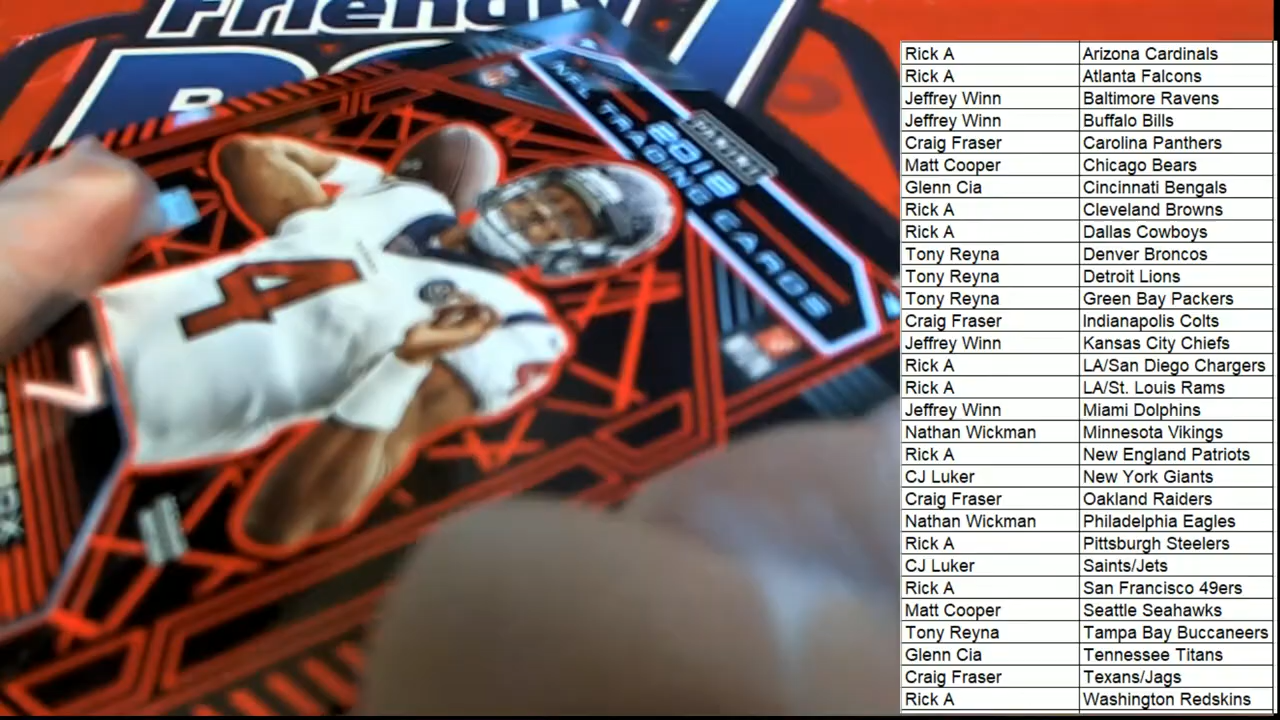 Friendly
PANINI
2018
NFL TRADING CARDS
4
Rick A Arizona Cardinals
Rick A Atlanta Falcons
Jeffrey Winn Baltimore Ravens
Jeffrey Winn Buffalo Bills
Craig Fraser Carolina Panthers
Matt Cooper Chicago Bears
Glenn Cia Cincinnati Bengals
Rick A Cleveland Browns
Rick A Dallas Cowboys
Tony Reyna Denver Broncos
Tony Reyna Detroit Lions
Tony Reyna Green Bay Packers
Craig Fraser Indianapolis Colts
Jeffrey Winn Kansas City Chiefs
Rick A LA/San Diego Chargers
Rick A LA/St. Louis Rams
Jeffrey Winn Miami Dolphins
Nathan Wickman Minnesota Vikings
Rick A New England Patriots
CJ Luker New York Giants
Craig Fraser Oakland Raiders
Nathan Wickman Philadelphia Eagles
Rick A Pittsburgh Steelers
CJ Luker Saints/Jets
Rick A San Francisco 49ers
Matt Cooper Seattle Seahawks
Tony Reyna Tampa Bay Buccaneers
Glenn Cia Tennessee Titans
Craig Fraser Texans/Jags
Rick A Washington Redskins